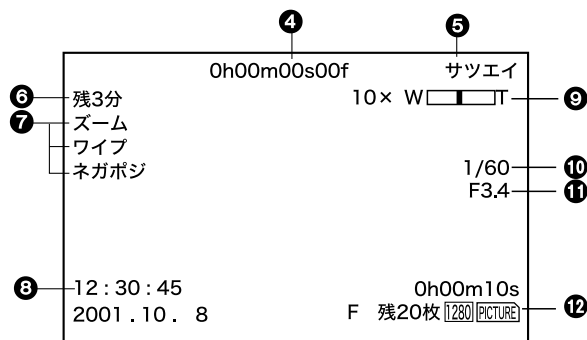 ❹ ❺
0h00m00s00f サツエイ
❻ 残3分 10× W T ❾
❼ ズーム
ワイプ
ネガポジ 1/60 ❿
F3.4 ⓫
❽ 12:30:45 0h00m10s
2001.10. 8 F 残20枚 1280 PICTURE ⓬